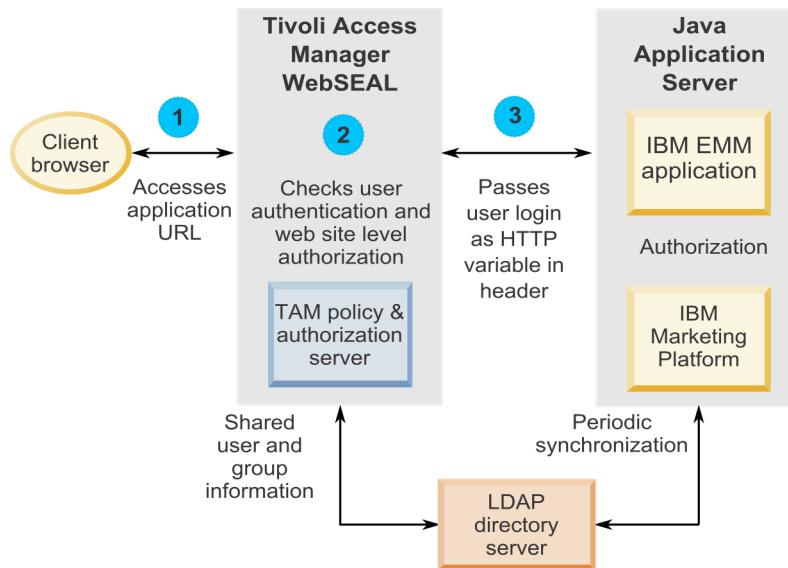 Tivoli Access
Manager
WebSEAL
Java
Application
Server
1
2
3
Client
browser
Accesses
application
URL
Checks user
authentication and
web site level
authorization
Passes
user login
as HTTP
variable in
header
IBM EMM
application
Authorization
TAM policy &
authorization
server
IBM
Marketing
Platform
Shared
user and
group
information
Periodic
synchronization
LDAP
directory
server